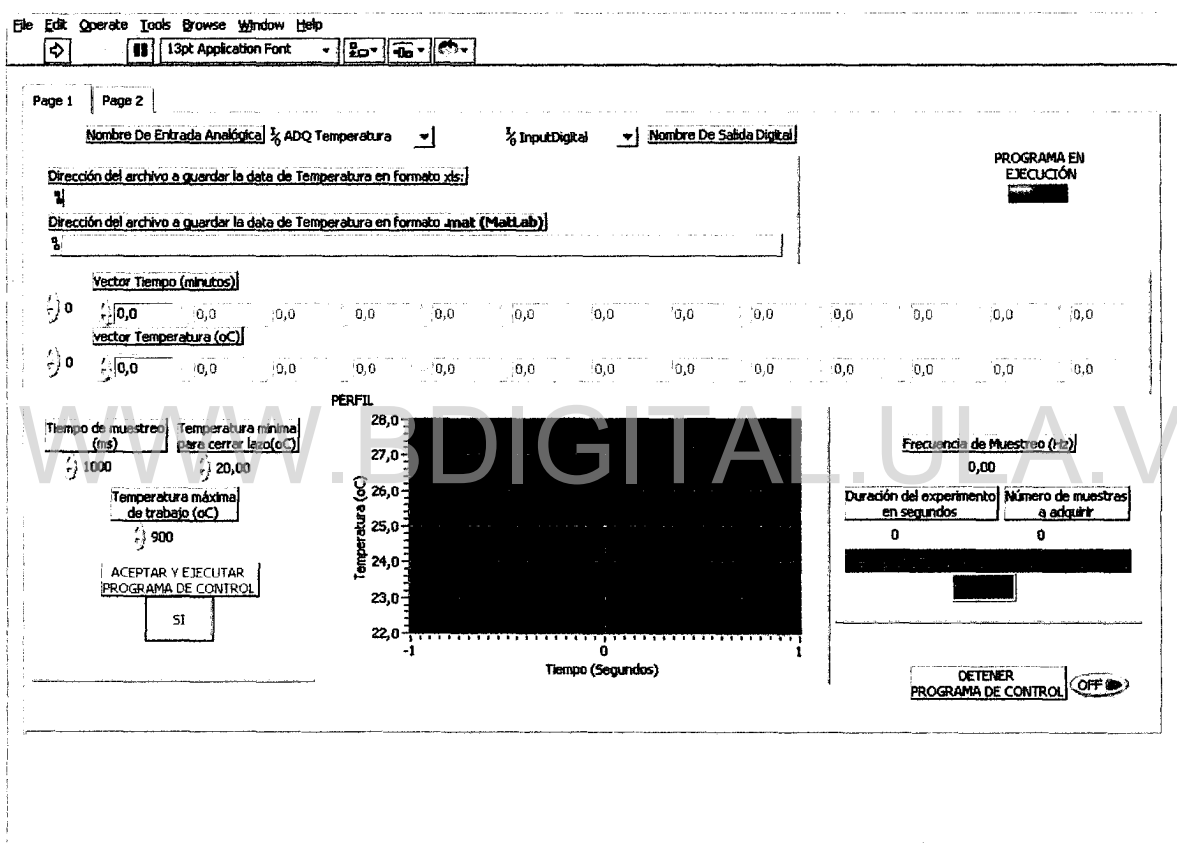 File Edit Operate Tools Browse Window Help
13pt Application Font
Page 1 Page 2
Nombre De Entrada Analógica ADQ Temperatura InputDigital Nombre De Salida Digital
PROGRAMA EN
EJECUCIÓN
Dirección del archivo a guardar la data de Temperatura en formato xls:
Dirección del archivo a guardar la data de Temperatura en formato .mat (MatLab)
Vector Tiempo (minutos)
0 0,0 0,0 0,0 0,0 0,0 0,0 0,0 0,0 0,0 0,0 0,0 0,0 0,0
vector Temperatura (oC)
0 0,0 0,0 0,0 0,0 0,0 0,0 0,0 0,0 0,0 0,0 0,0 0,0 0,0
Tiempo de muestreo
(ms)
1000
Temperatura mínima
para cerrar lazo(oC)
20,00
Temperatura máxima
de trabajo (oC)
900
ACEPTAR Y EJECUTAR
PROGRAMA DE CONTROL
SI
PERFIL
Temperatura (oC)
28,0
27,0
26,0
25,0
24,0
23,0
22,0
-1 0 1
Tiempo (Segundos)
Frecuencia de Muestreo (Hz)
0,00
Duración del experimento
en segundos
0
Número de muestras
a adquirir
0
DETENER
PROGRAMA DE CONTROL
OFF
WWW.BDIGITAL.ULA.V